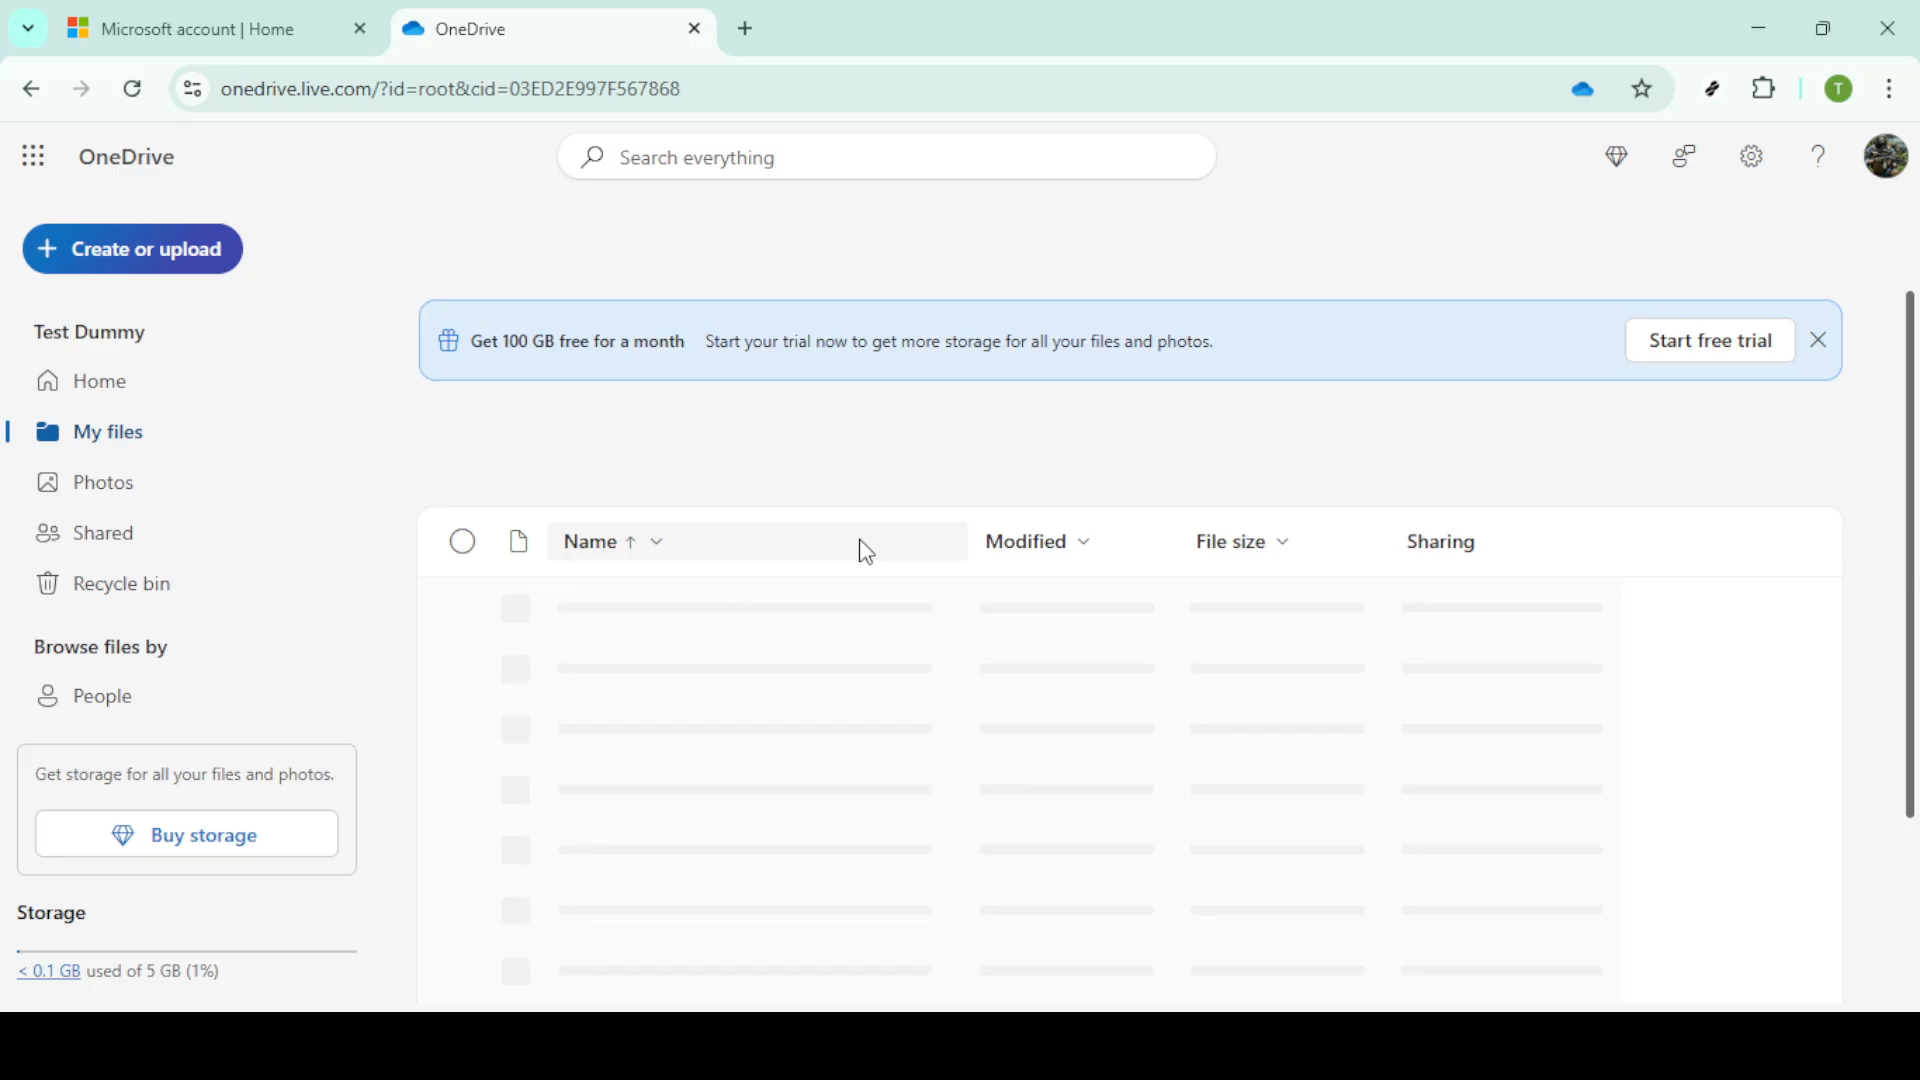 Microsoft account | Home
OneDrive
onedrive.live.com/?id=root&cid=03ED2E997F567868
T
OneDrive
Search everything
Create or upload
Test Dummy
Home
My files
Photos
Shared
Recycle bin
Browse files by
People
Get storage for all your files and photos.
Buy storage
Storage
< 0.1 GB used of 5 GB (1%)
Get 100 GB free for a month Start your trial now to get more storage for all your files and photos.
Start free trial
Name Modified File size Sharing